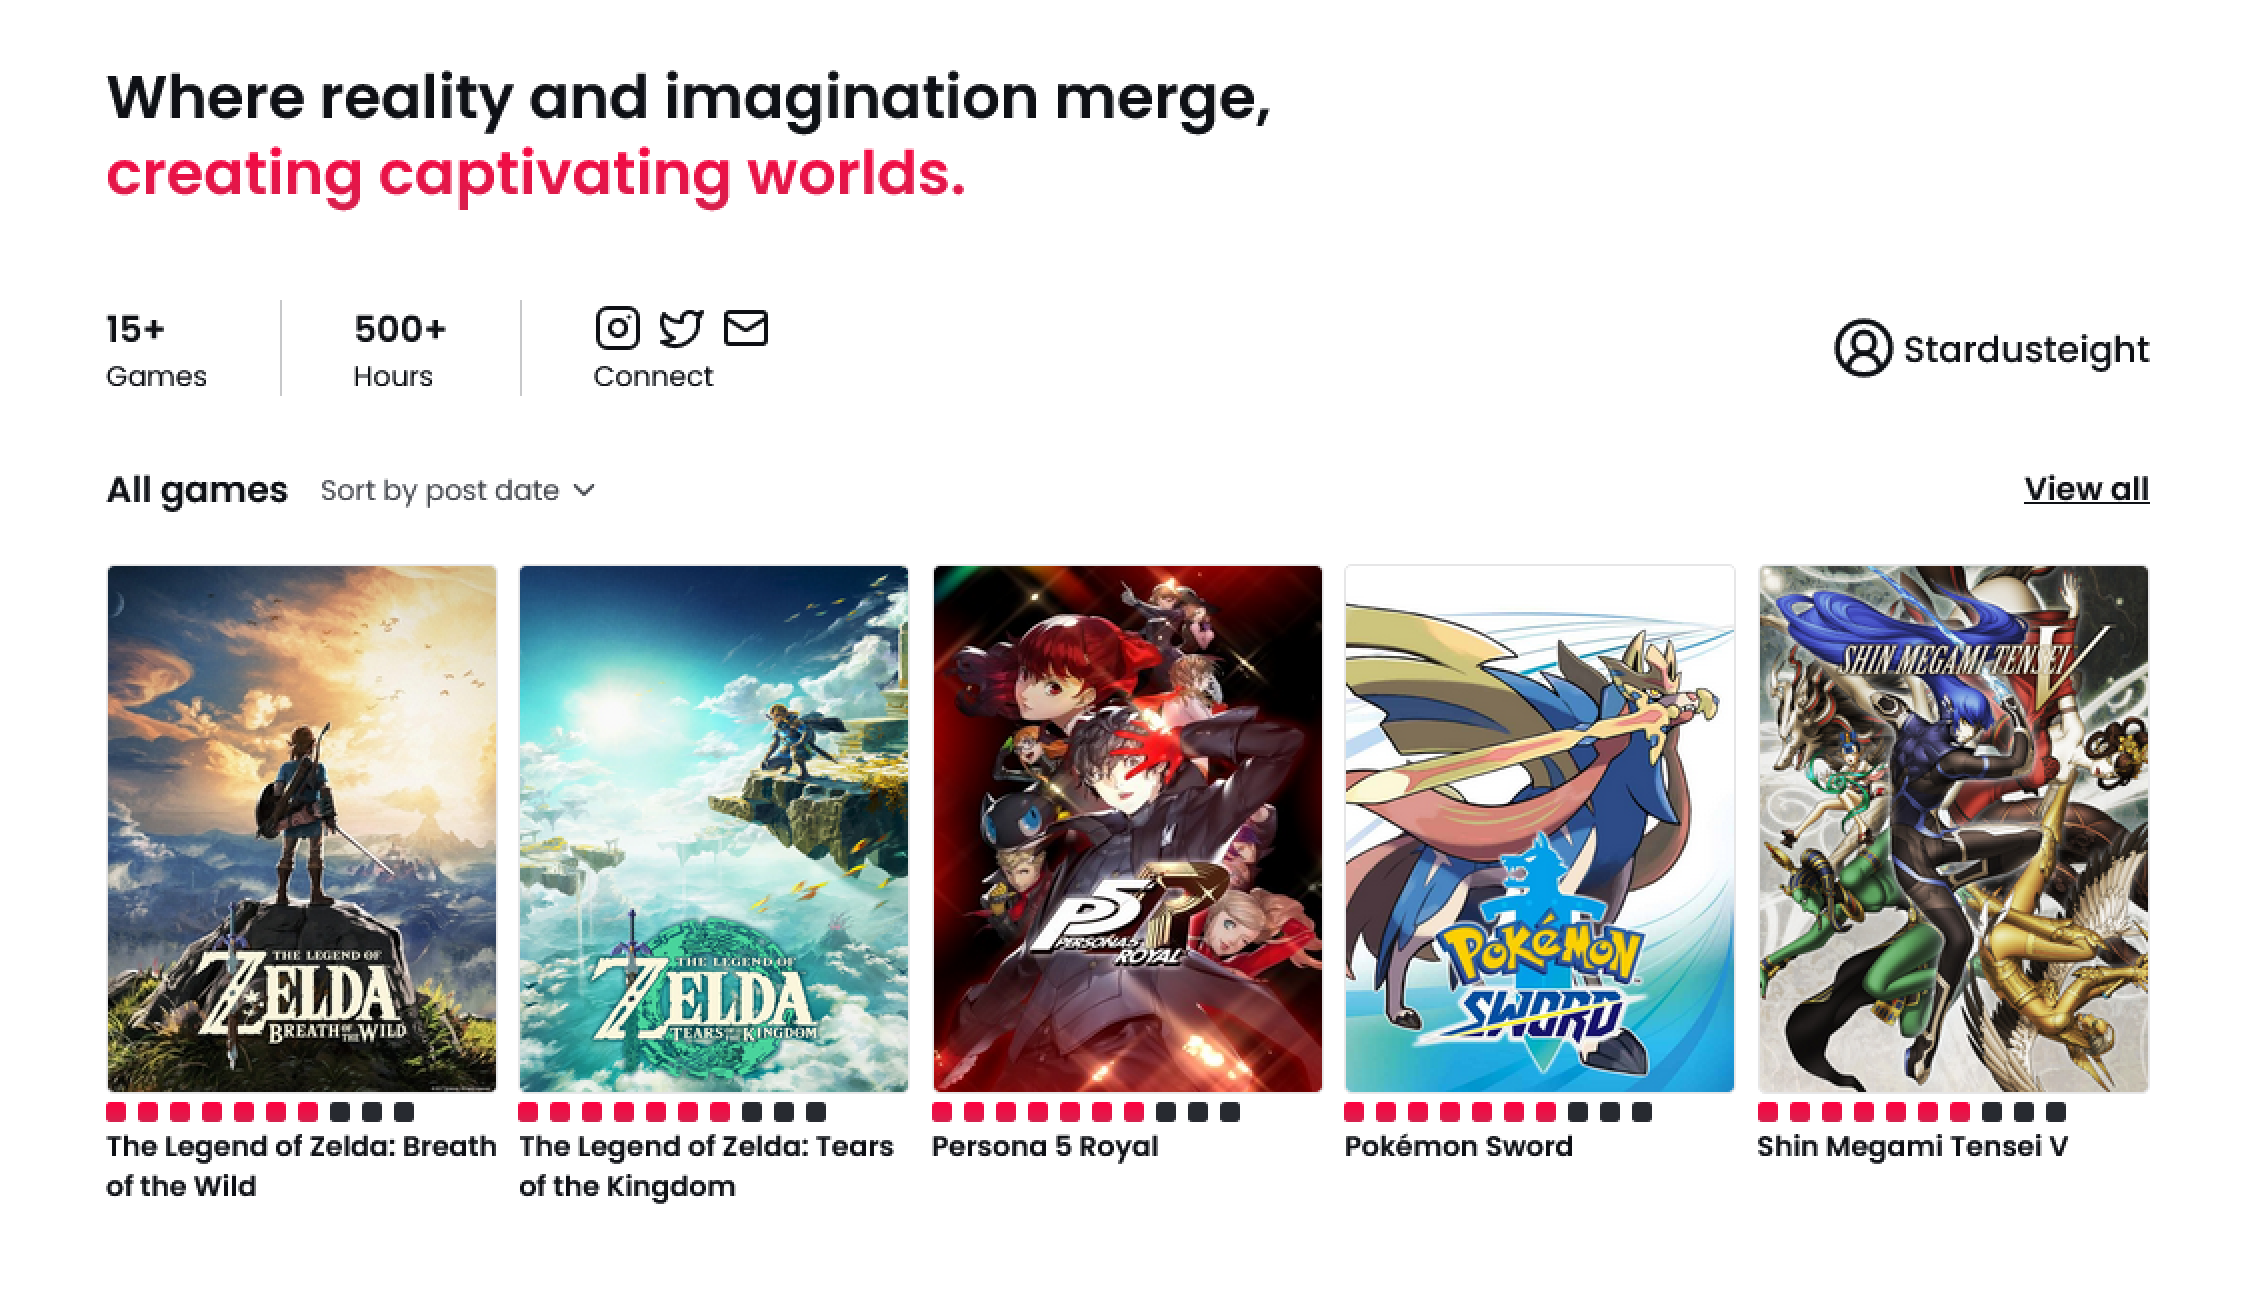 Where reality and imagination merge,
creating captivating worlds.
15+
Games
500+
Hours
Connect
Stardusteight
All games
Sort by post date
View all
THE LEGEND OF
ZELDA
BREATH OF THE WILD
THE LEGEND OF
ZELDA
TEARS OF THE KINGDOM
P5R
PERSONA5
ROYAL
POKéMON
SWORD
SHIN MEGAMI TENSEI V
The Legend of Zelda: Breath
of the Wild
The Legend of Zelda: Tears
of the Kingdom
Persona 5 Royal
Pokémon Sword
Shin Megami Tensei V